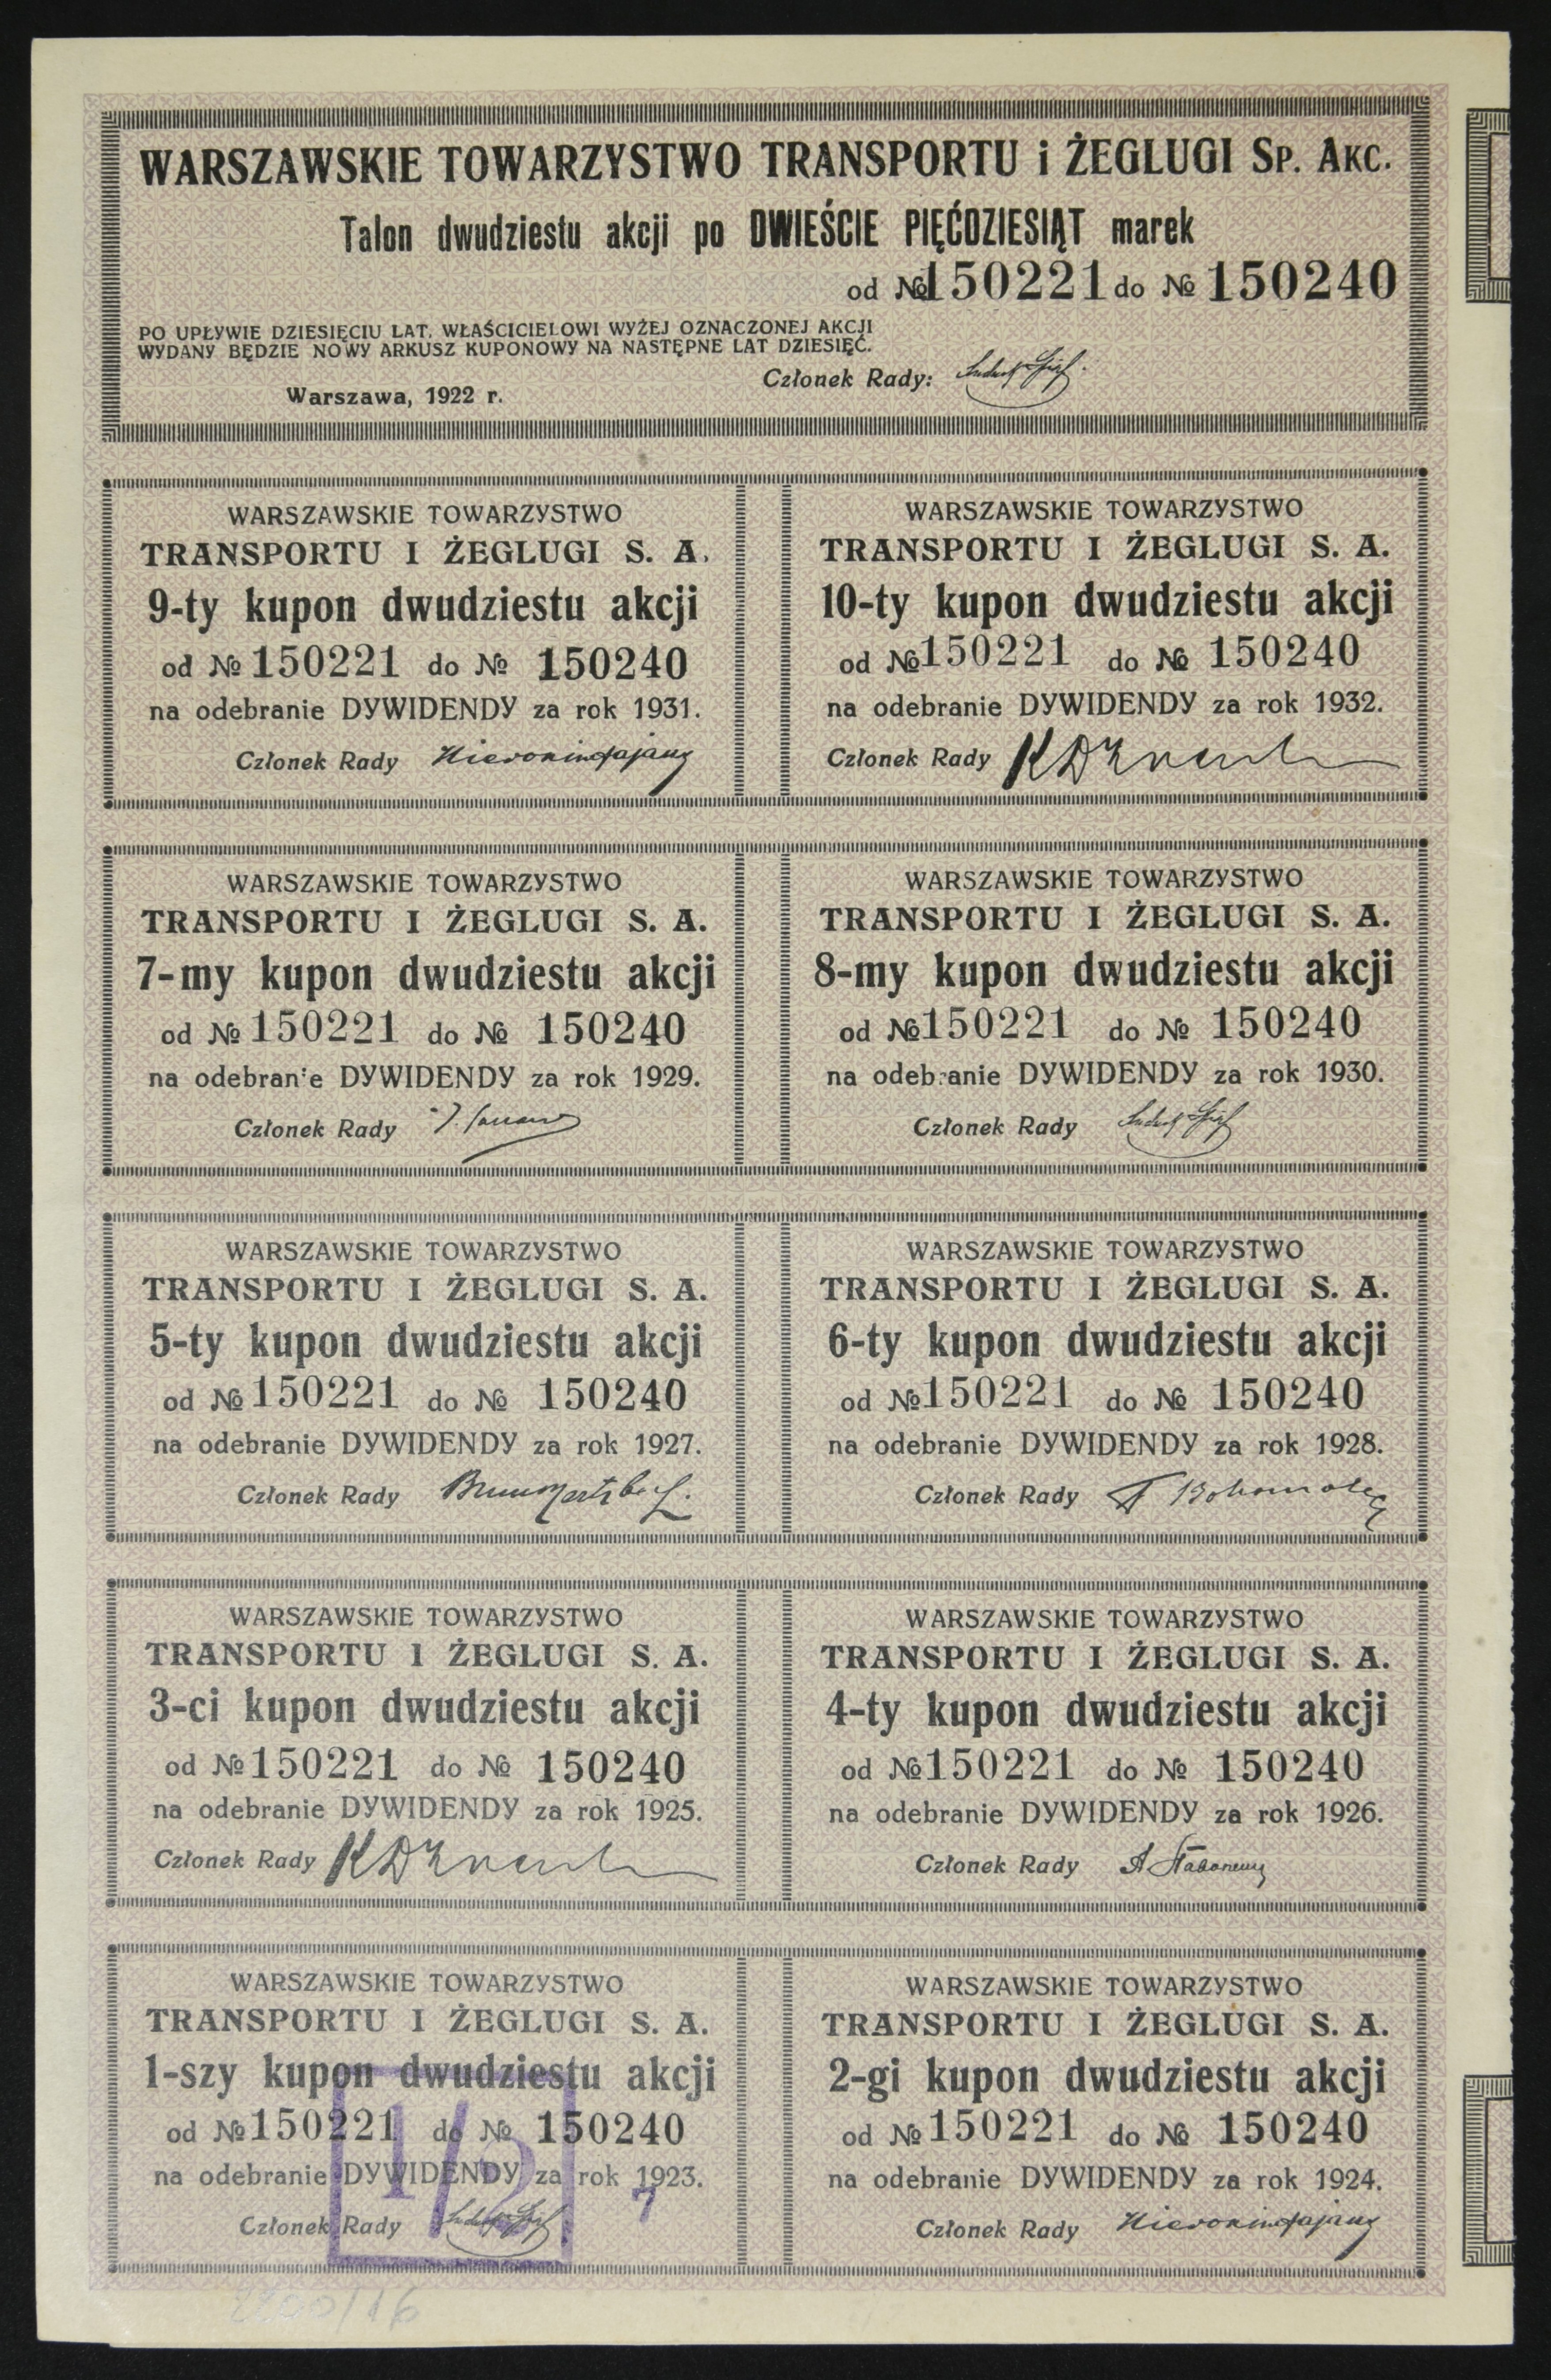 WARSZAWSKIE TOWARZYSTWO TRANSPORTU i ŻEGLUGI SP. AKC.
Talon dwudziestu akcji po DWIEŚCIE PIĘĆDZIESIĄT marek
od № 150221 do № 150240
PO UPŁYWIE DZIESIĘCIU LAT, WŁAŚCICIELOWI WYŻEJ OZNACZONEJ AKCJI
WYDANY BĘDZIE NOWY ARKUSZ KUPONOWY NA NASTĘPNE LAT DZIESIĘĆ.
Członek Rady:
Warszawa, 1922 r.
WARSZAWSKIE TOWARZYSTWO
TRANSPORTU I ŻEGLUGI S. A.
9-ty kupon dwudziestu akcji
od № 150221 do № 150240
na odebranie DYWIDENDY za rok 1931.
Członek Rady
WARSZAWSKIE TOWARZYSTWO
TRANSPORTU I ŻEGLUGI S. A.
10-ty kupon dwudziestu akcji
od № 150221 do № 150240
na odebranie DYWIDENDY za rok 1932.
Członek Rady
WARSZAWSKIE TOWARZYSTWO
TRANSPORTU I ŻEGLUGI S. A.
7-my kupon dwudziestu akcji
od № 150221 do № 150240
na odebranie DYWIDENDY za rok 1929.
Członek Rady
WARSZAWSKIE TOWARZYSTWO
TRANSPORTU I ŻEGLUGI S. A.
8-my kupon dwudziestu akcji
od № 150221 do № 150240
na odebranie DYWIDENDY za rok 1930.
Członek Rady
WARSZAWSKIE TOWARZYSTWO
TRANSPORTU I ŻEGLUGI S. A.
5-ty kupon dwudziestu akcji
od № 150221 do № 150240
na odebranie DYWIDENDY za rok 1927.
Członek Rady
WARSZAWSKIE TOWARZYSTWO
TRANSPORTU I ŻEGLUGI S. A.
6-ty kupon dwudziestu akcji
od № 150221 do № 150240
na odebranie DYWIDENDY za rok 1928.
Członek Rady
WARSZAWSKIE TOWARZYSTWO
TRANSPORTU I ŻEGLUGI S. A.
3-ci kupon dwudziestu akcji
od № 150221 do № 150240
na odebranie DYWIDENDY za rok 1925.
Członek Rady
WARSZAWSKIE TOWARZYSTWO
TRANSPORTU I ŻEGLUGI S. A.
4-ty kupon dwudziestu akcji
od № 150221 do № 150240
na odebranie DYWIDENDY za rok 1926.
Członek Rady
WARSZAWSKIE TOWARZYSTWO
TRANSPORTU I ŻEGLUGI S. A.
1-szy kupon dwudziestu akcji
od № 150221 do № 150240
na odebranie DYWIDENDY za rok 1923.
Członek Rady
WARSZAWSKIE TOWARZYSTWO
TRANSPORTU I ŻEGLUGI S. A.
2-gi kupon dwudziestu akcji
od № 150221 do № 150240
na odebranie DYWIDENDY za rok 1924.
Członek Rady